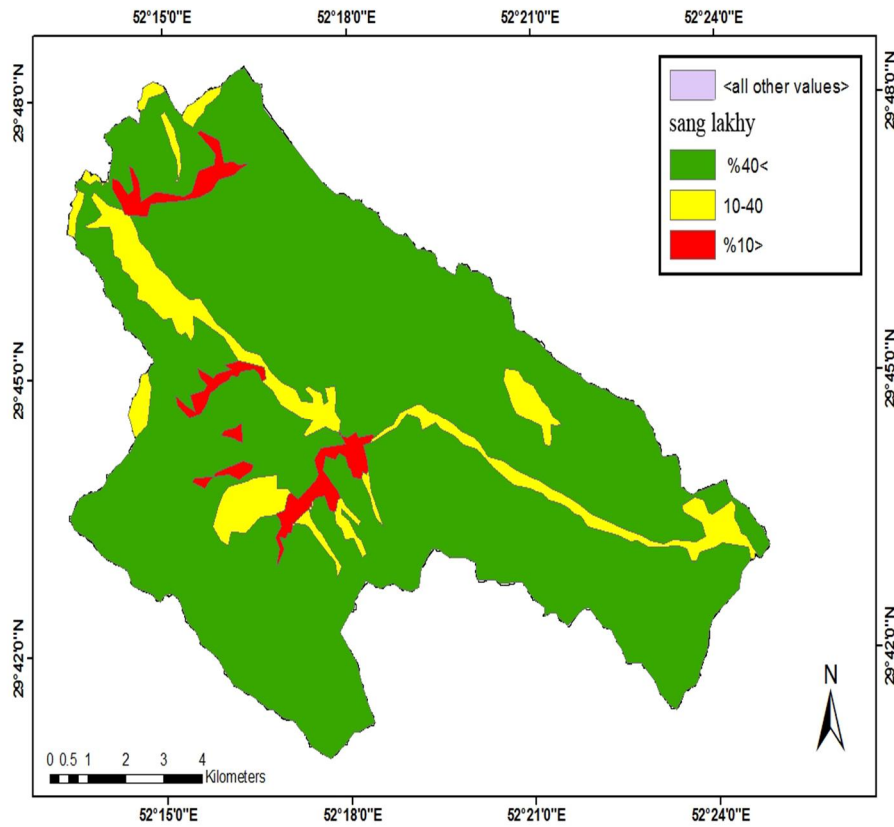 52°15'0"E 52°18'0"E 52°21'0"E 52°24'0"E
29°48'0"N 29°48'0"N
<all other values>
sang lakhy
%40<
10-40
%10>
29°45'0"N 29°45'0"N
29°42'0"N 29°42'0"N
N
0 0.5 1 2 3 4
Kilometers
52°15'0"E 52°18'0"E 52°21'0"E 52°24'0"E